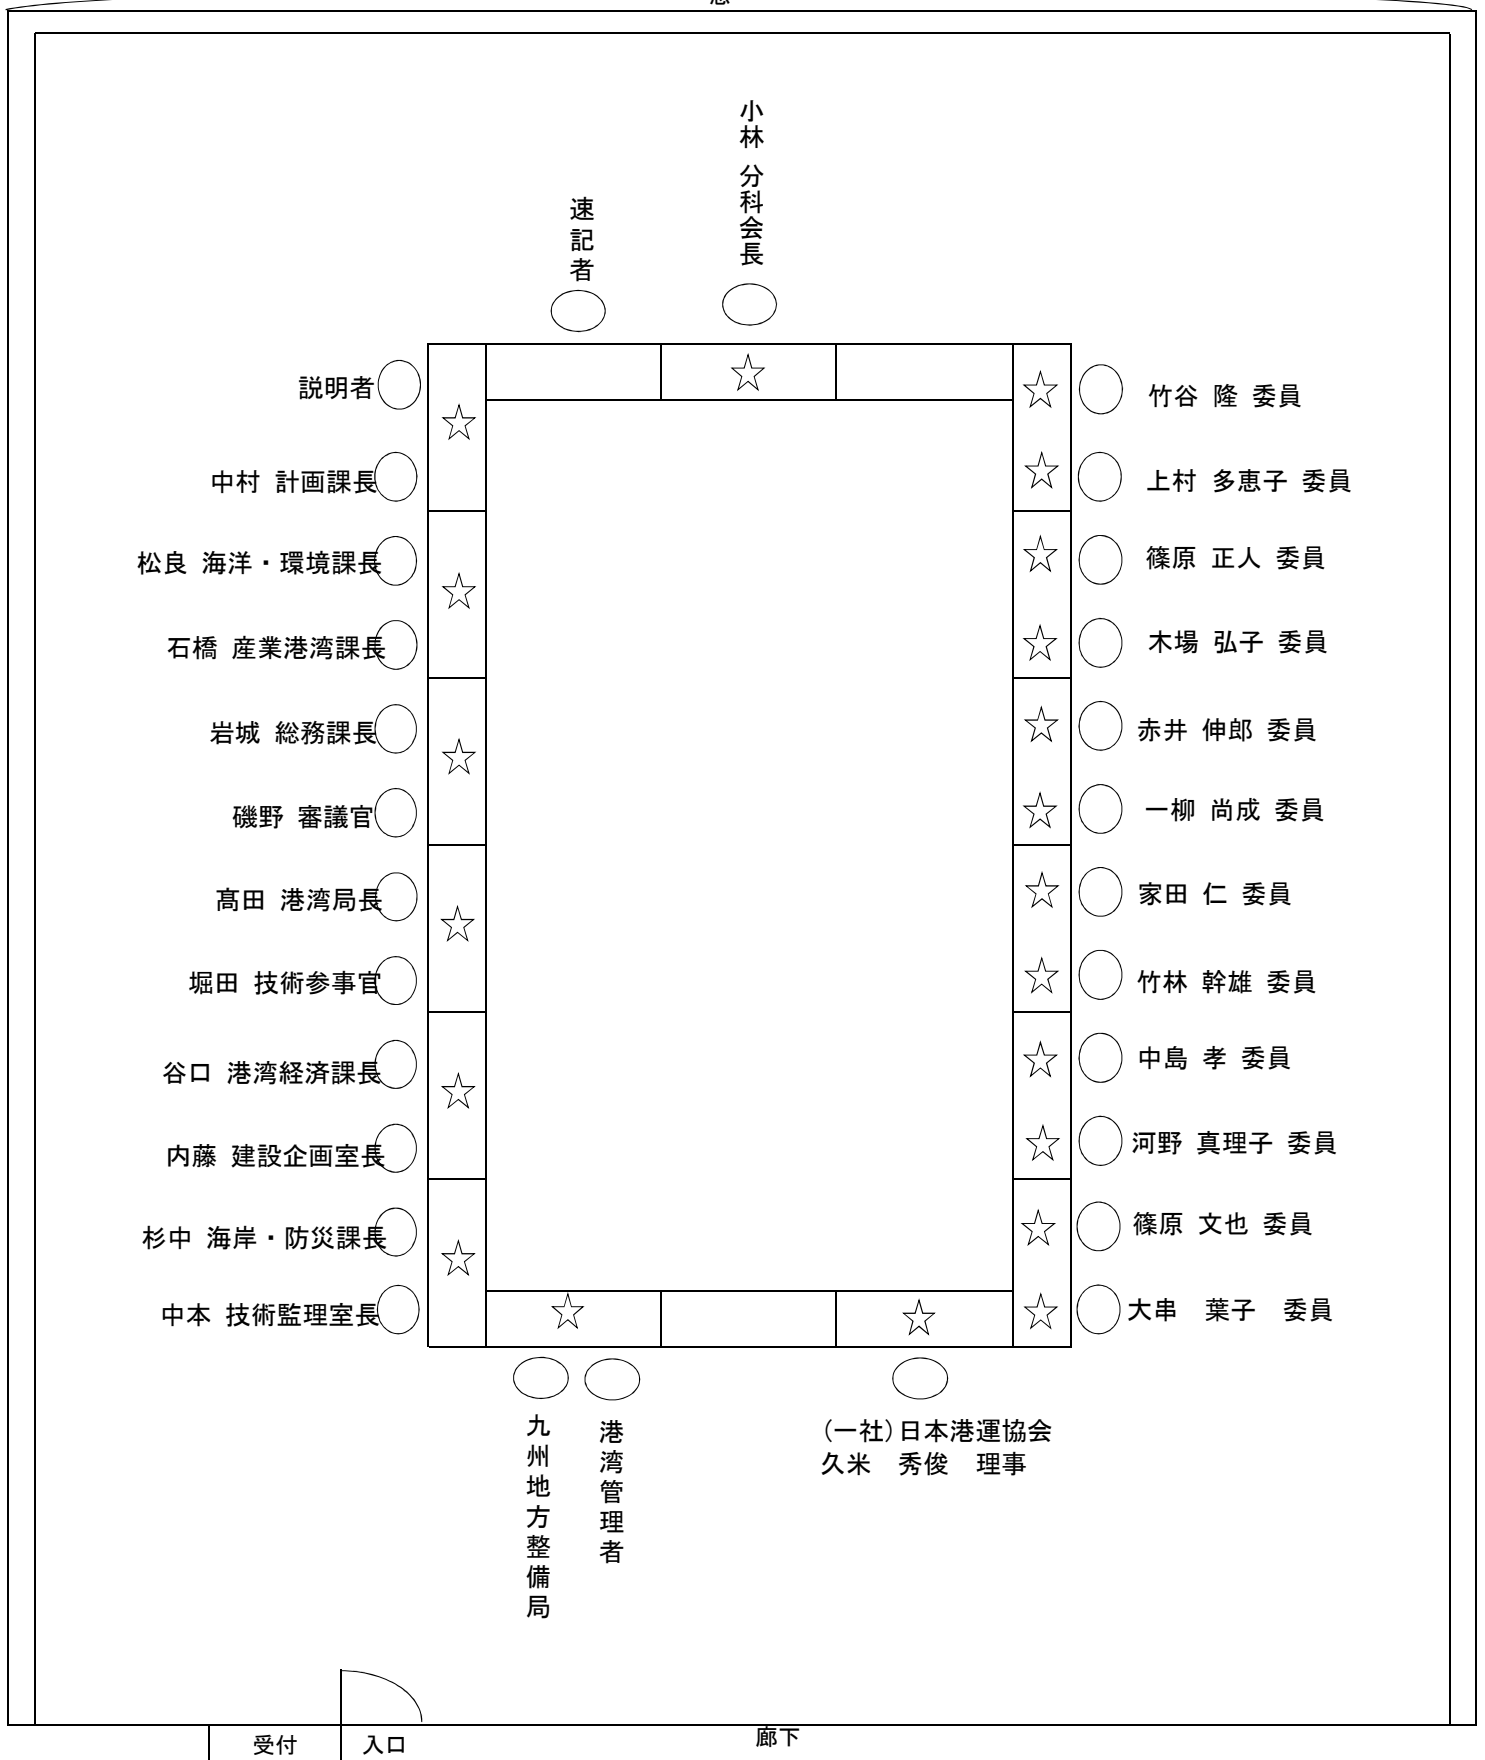 小林 分科会長
速記者
説明者
中村 計画課長
松良 海洋・環境課長
石橋 産業港湾課長
岩城 総務課長
磯野 審議官
髙田 港湾局長
堀田 技術参事官
谷口 港湾経済課長
内藤 建設企画室長
杉中 海岸・防災課長
中本 技術監理室長
竹谷 隆 委員
上村 多恵子 委員
篠原 正人 委員
木場 弘子 委員
赤井 伸郎 委員
一柳 尚成 委員
家田 仁 委員
竹林 幹雄 委員
中島 孝 委員
河野 真理子 委員
篠原 文也 委員
大串 葉子 委員
九州地方整備局
港湾管理者
(一社)日本港運協会
久米 秀俊 理事
受付
入口
廊下